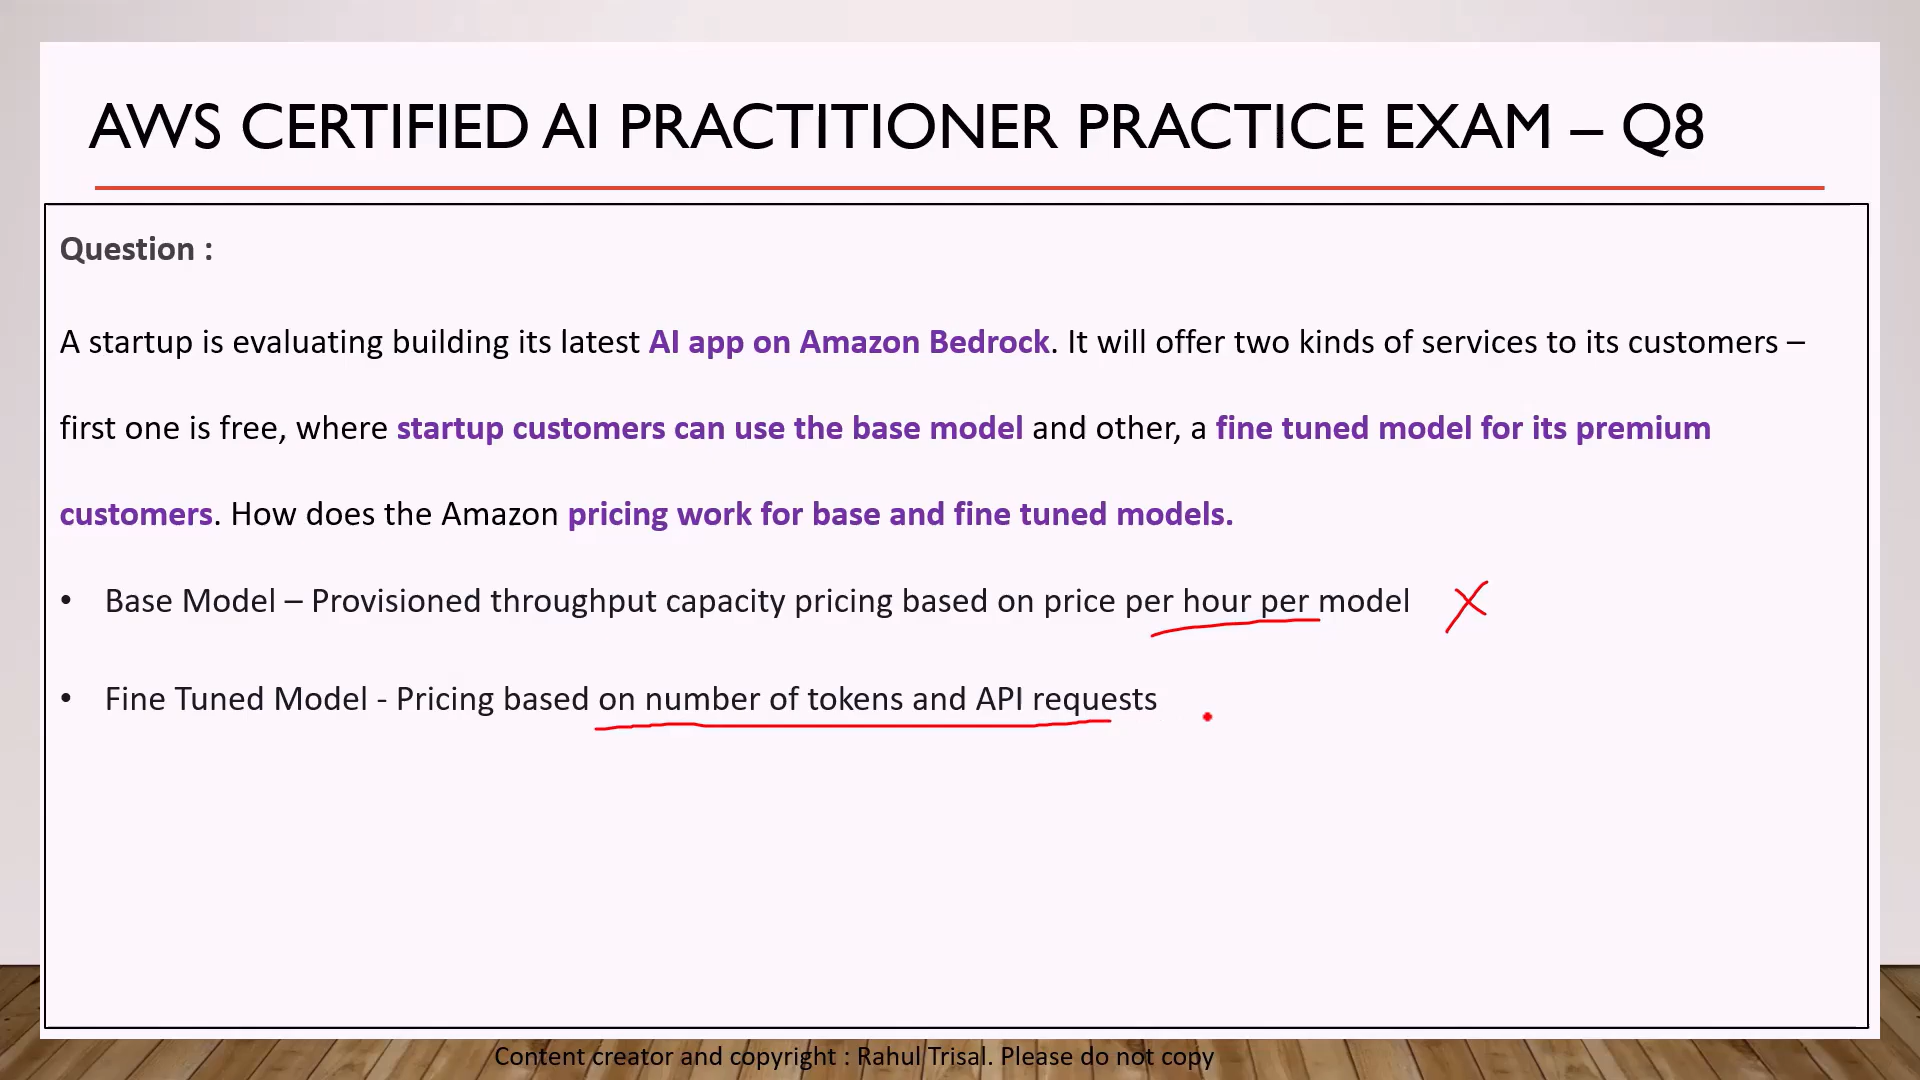 AWS CERTIFIED AI PRACTITIONER PRACTICE EXAM – Q8
Question :
A startup is evaluating building its latest AI app on Amazon Bedrock. It will offer two kinds of services to its customers –
first one is free, where startup customers can use the base model and other, a fine tuned model for its premium
customers. How does the Amazon pricing work for base and fine tuned models.
• Base Model – Provisioned throughput capacity pricing based on price per hour per model
• Fine Tuned Model - Pricing based on number of tokens and API requests
Content creator and copyright : Rahul Trisal. Please do not copy